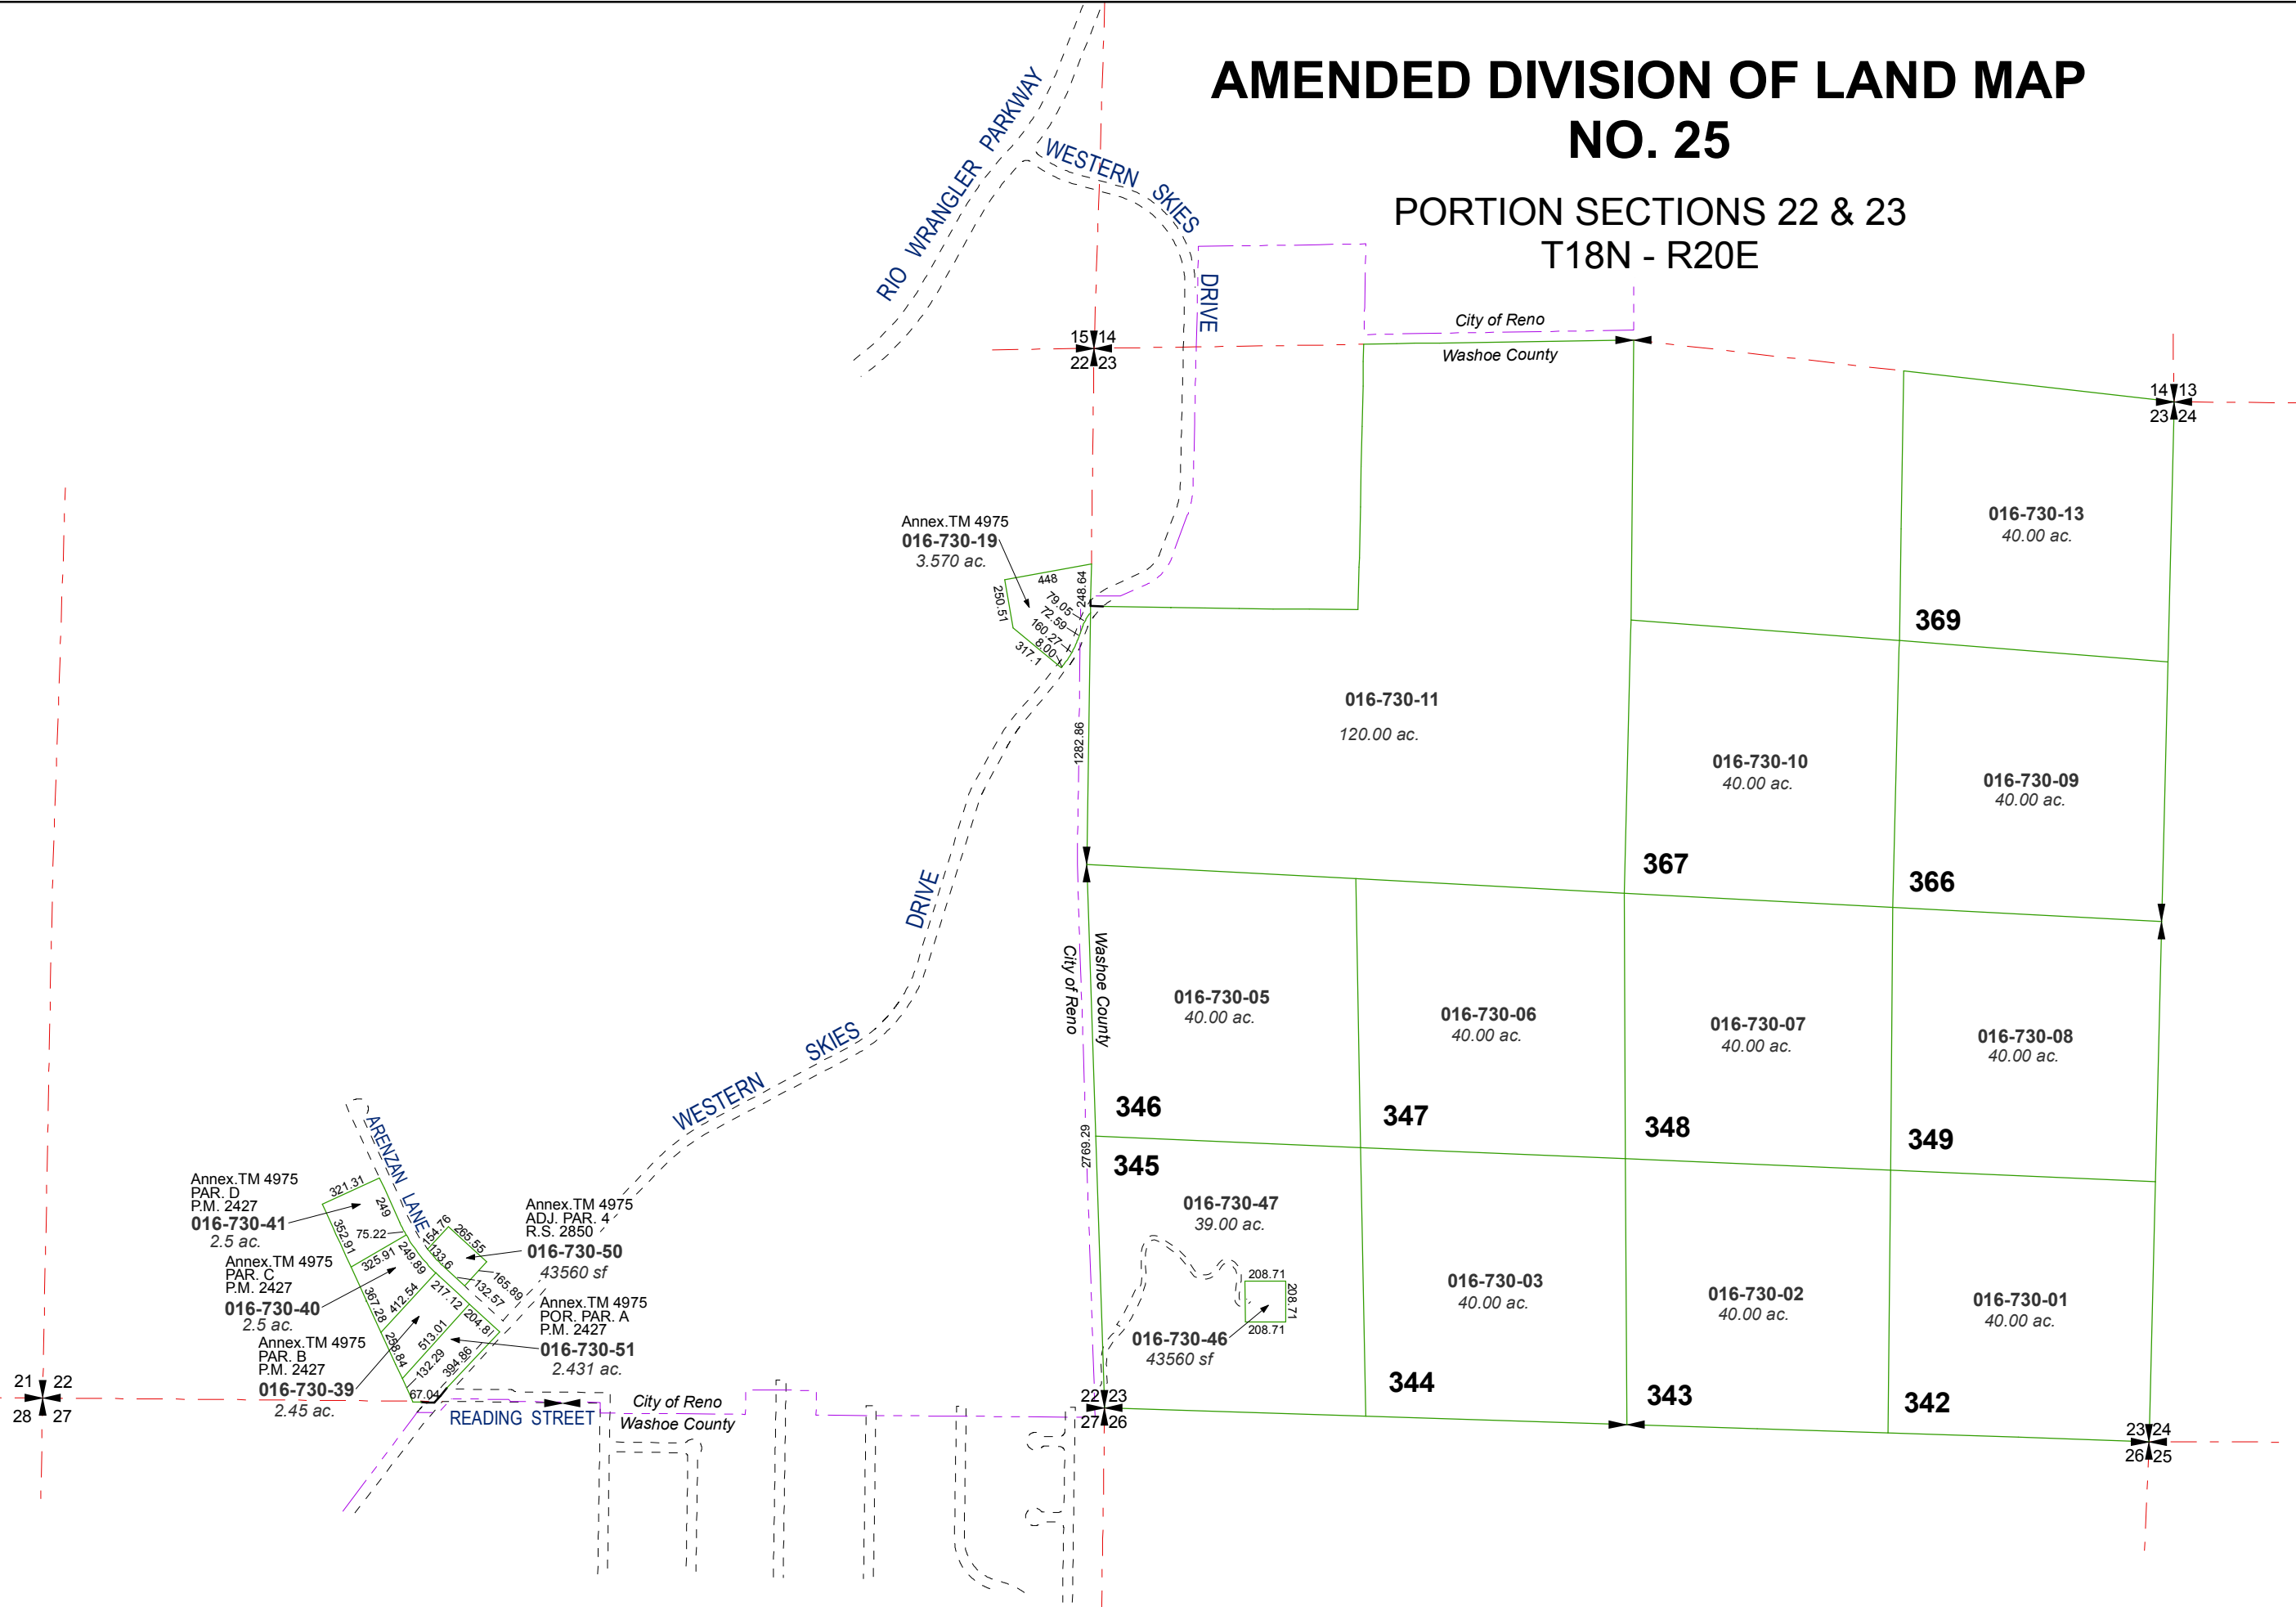 AMENDED DIVISION OF LAND MAP
NO. 25
PORTION SECTIONS 22 & 23
T18N - R20E
RIO WRANGLER PARKWAY
WESTERN SKIES
DRIVE
City of Reno
Washoe County
15 14
22 23
14 13
23 24
Annex.TM 4975
016-730-19
3.570 ac.
448
250.51
248.64
79.05
72.59
160.27
8.00
317.1
1282.86
016-730-13
40.00 ac.
369
016-730-11
120.00 ac.
016-730-10
40.00 ac.
367
016-730-09
40.00 ac.
366
DRIVE
SKIES
WESTERN
Washoe County
City of Reno
016-730-05
40.00 ac.
346
016-730-06
40.00 ac.
347
016-730-07
40.00 ac.
348
016-730-08
40.00 ac.
349
2769.29
345
016-730-47
39.00 ac.
208.71
208.71
208.71
016-730-46
43560 sf
016-730-03
40.00 ac.
344
016-730-02
40.00 ac.
343
016-730-01
40.00 ac.
342
ARENZAN LANE
Annex.TM 4975
PAR. D
P.M. 2427
016-730-41
2.5 ac.
321.31
249
352.91
75.22
Annex.TM 4975
PAR. C
P.M. 2427
016-730-40
2.5 ac.
325.91
249.89
367.28
412.54
Annex.TM 4975
PAR. B
P.M. 2427
016-730-39
2.45 ac.
217.12
258.84
513.01
Annex.TM 4975
ADJ. PAR. 4
R.S. 2850
016-730-50
43560 sf
154.76
265.55
133.6
165.89
132.57
Annex.TM 4975
POR. PAR. A
P.M. 2427
016-730-51
2.431 ac.
204.81
132.29
394.86
67.04
21 22
28 27
READING STREET
City of Reno
Washoe County
22 23
27 26
23 24
26 25